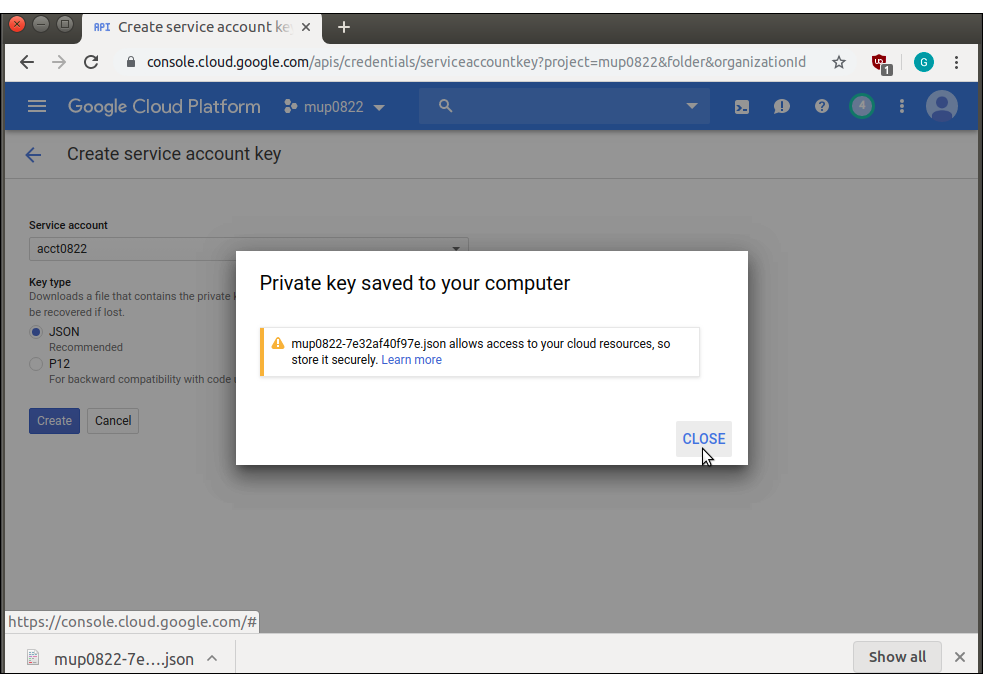 API Create service account ke
console.cloud.google.com/apis/credentials/serviceaccountkey?project=mup0822&folder&organizationId
1
G
Google Cloud Platform
mup0822
4
Create service account key
Service account
acct0822
Key type
Downloads a file that contains the private
be recovered if lost.
JSON
Recommended
P12
For backward compatibility with code
Create
Cancel
Private key saved to your computer
mup0822-7e32af40f97e.json allows access to your cloud resources, so
store it securely. Learn more
CLOSE
https://console.cloud.google.com/#
mup0822-7e....json
Show all